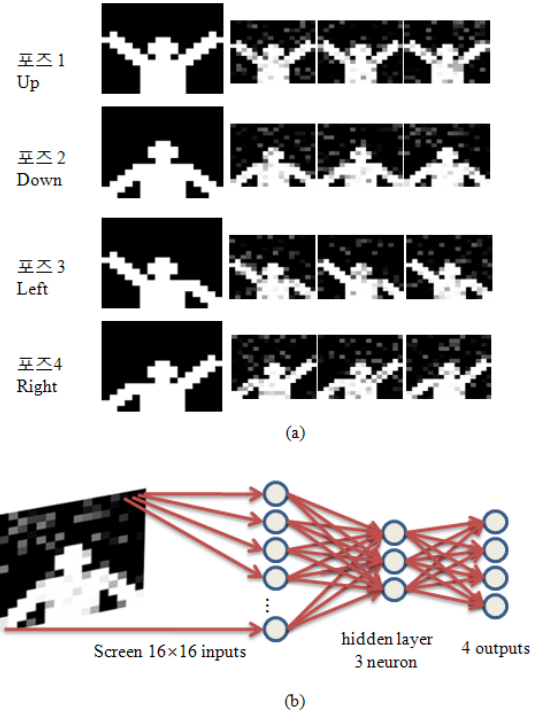 포즈 1
Up
포즈 2
Down
포즈 3
Left
포즈4
Right
(a)
...
Screen 16×16 inputs
hidden layer
3 neuron
4 outputs
(b)